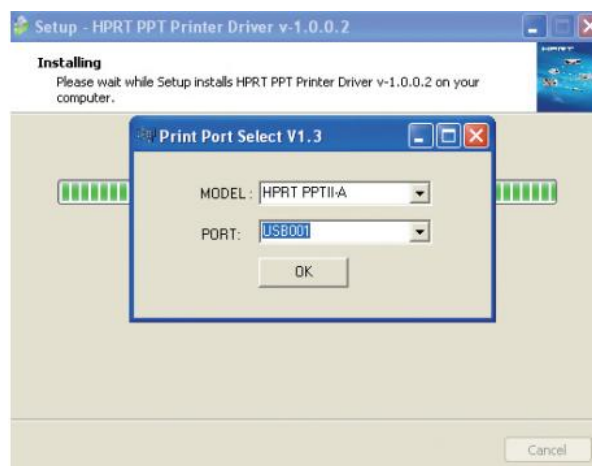 Setup - HPRT PPT Printer Driver v-1.0.0.2
Installing
Please wait while Setup installs HPRT PPT Printer Driver v-1.0.0.2 on your
computer.
Print Port Select V1.3
MODEL: HPRT PPTII-A
PORT: USB001
OK
Cancel